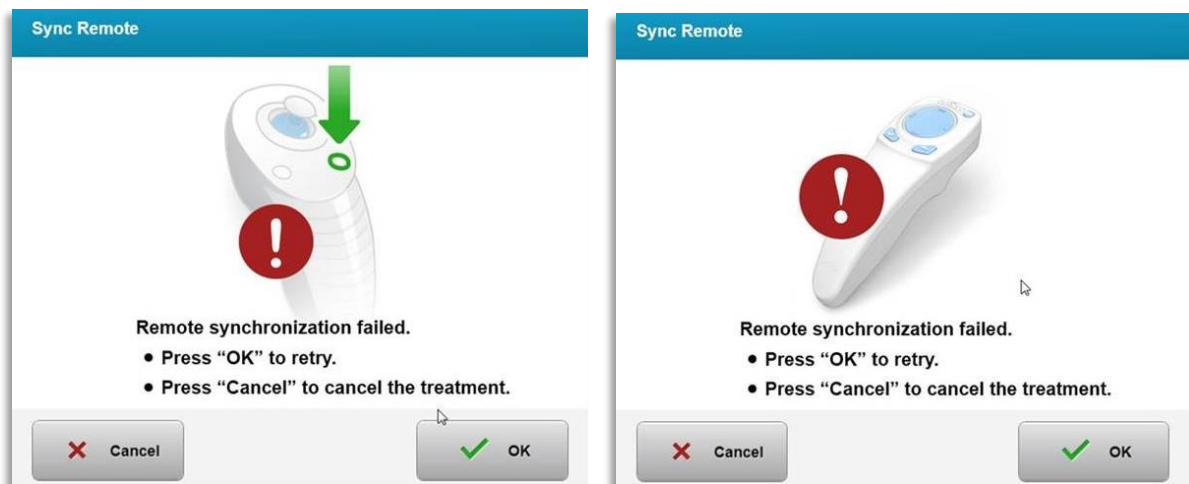 Sync Remote
Remote synchronization failed.
• Press “OK” to retry.
• Press “Cancel” to cancel the treatment.
Cancel
OK
Sync Remote
Remote synchronization failed.
• Press “OK” to retry.
• Press “Cancel” to cancel the treatment.
Cancel
OK